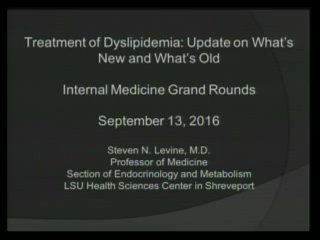 Treatment of Dyslipidemia: Update on What's
New and What's Old
Internal Medicine Grand Rounds
September 13, 2016
Steven N. Levine, M.D.
Professor of Medicine
Section of Endocrinology and Metabolism
LSU Health Sciences Center in Shreveport